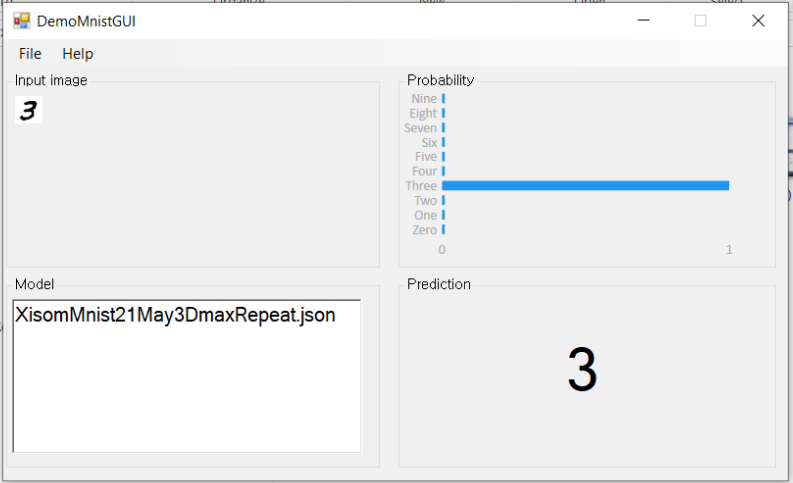 DemoMnistGUI
File Help
Input image
3
Probability
Nine
Eight
Seven
Six
Five
Four
Three
Two
One
Zero
0 1
Model
XisomMnist21May3DmaxRepeat.json
Prediction
3